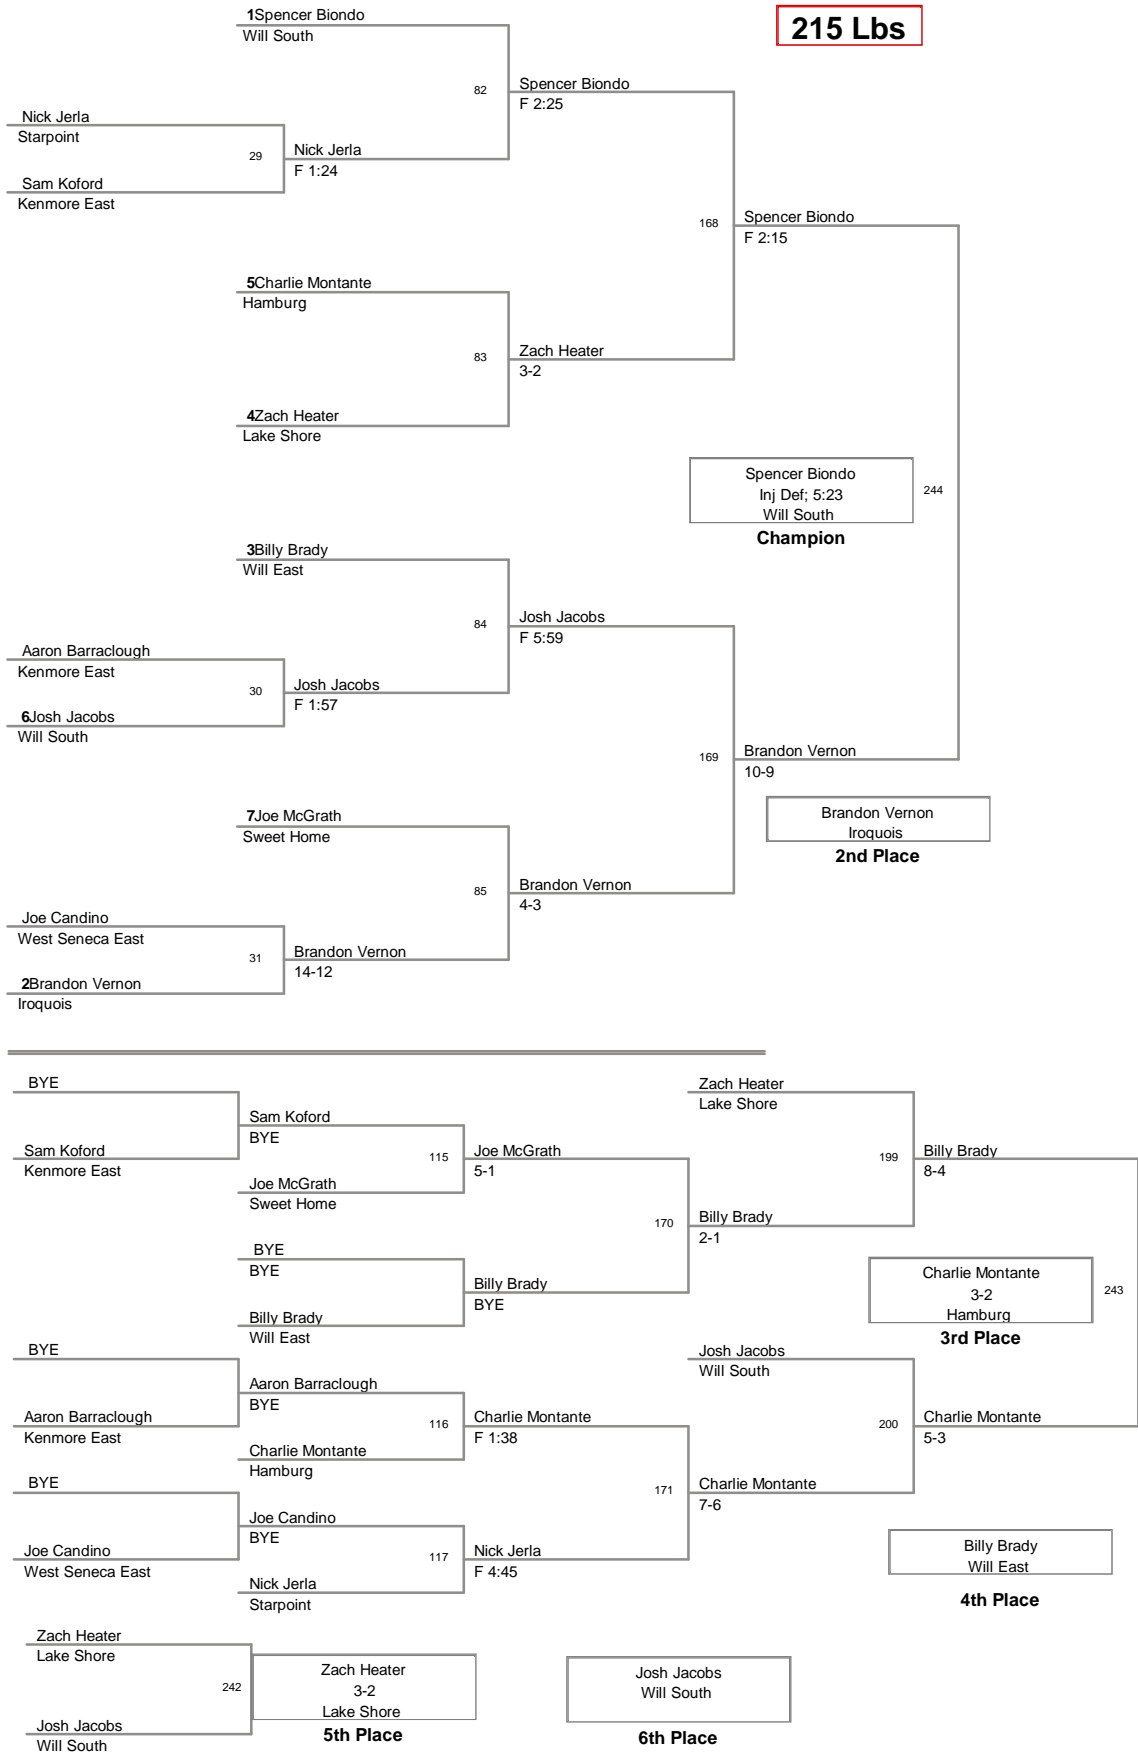 1Spencer Biondo
Will South
215 Lbs
82
Spencer Biondo
F 2:25
Nick Jerla
Starpoint
29
Nick Jerla
F 1:24
Sam Koford
Kenmore East
168
Spencer Biondo
F 2:15
5Charlie Montante
Hamburg
83
Zach Heater
3-2
4Zach Heater
Lake Shore
Spencer Biondo
Inj Def; 5:23
Will South
Champion
244
3Billy Brady
Will East
84
Josh Jacobs
F 5:59
Aaron Barraclough
Kenmore East
30
Josh Jacobs
F 1:57
6Josh Jacobs
Will South
169
Brandon Vernon
10-9
7Joe McGrath
Sweet Home
Brandon Vernon
Iroquois
2nd Place
85
Brandon Vernon
4-3
Joe Candino
West Seneca East
31
Brandon Vernon
14-12
2Brandon Vernon
Iroquois
BYE
Sam Koford
BYE
Sam Koford
Kenmore East
115
Joe McGrath
5-1
Joe McGrath
Sweet Home
Zach Heater
Lake Shore
199
Billy Brady
8-4
170
Billy Brady
2-1
BYE
BYE
Billy Brady
BYE
Billy Brady
Will East
Charlie Montante
3-2
Hamburg
3rd Place
243
BYE
Aaron Barraclough
BYE
Aaron Barraclough
Kenmore East
116
Charlie Montante
F 1:38
Charlie Montante
Hamburg
Josh Jacobs
Will South
200
Charlie Montante
5-3
BYE
171
Charlie Montante
7-6
Joe Candino
BYE
Joe Candino
West Seneca East
117
Nick Jerla
F 4:45
Nick Jerla
Starpoint
Billy Brady
Will East
4th Place
Zach Heater
Lake Shore
242
Zach Heater
3-2
Lake Shore
5th Place
Josh Jacobs
Will South
Josh Jacobs
Will South
6th Place